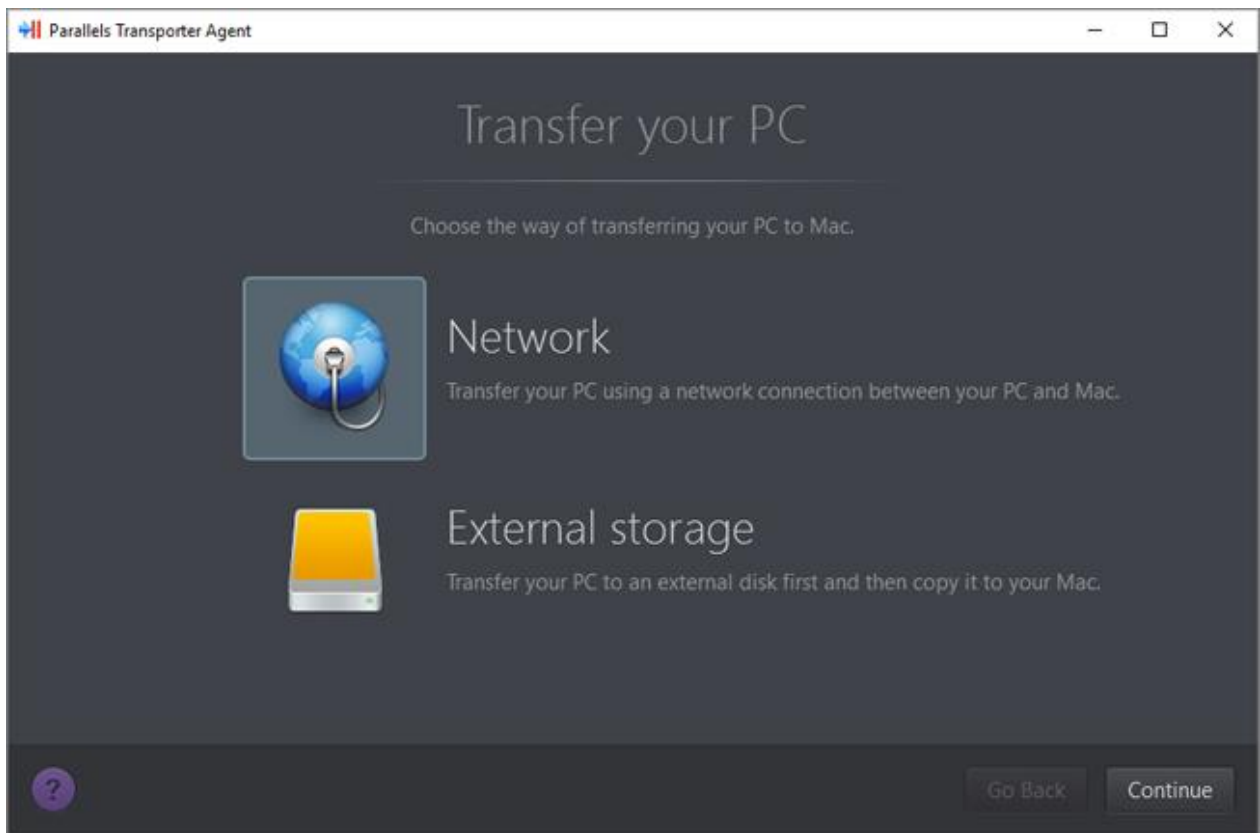 Parallels Transporter Agent
Transfer your PC
Choose the way of transferring your PC to Mac.
Network
Transfer your PC using a network connection between your PC and Mac.
External storage
Transfer your PC to an external disk first and then copy it to your Mac.
?
Go Back
Continue